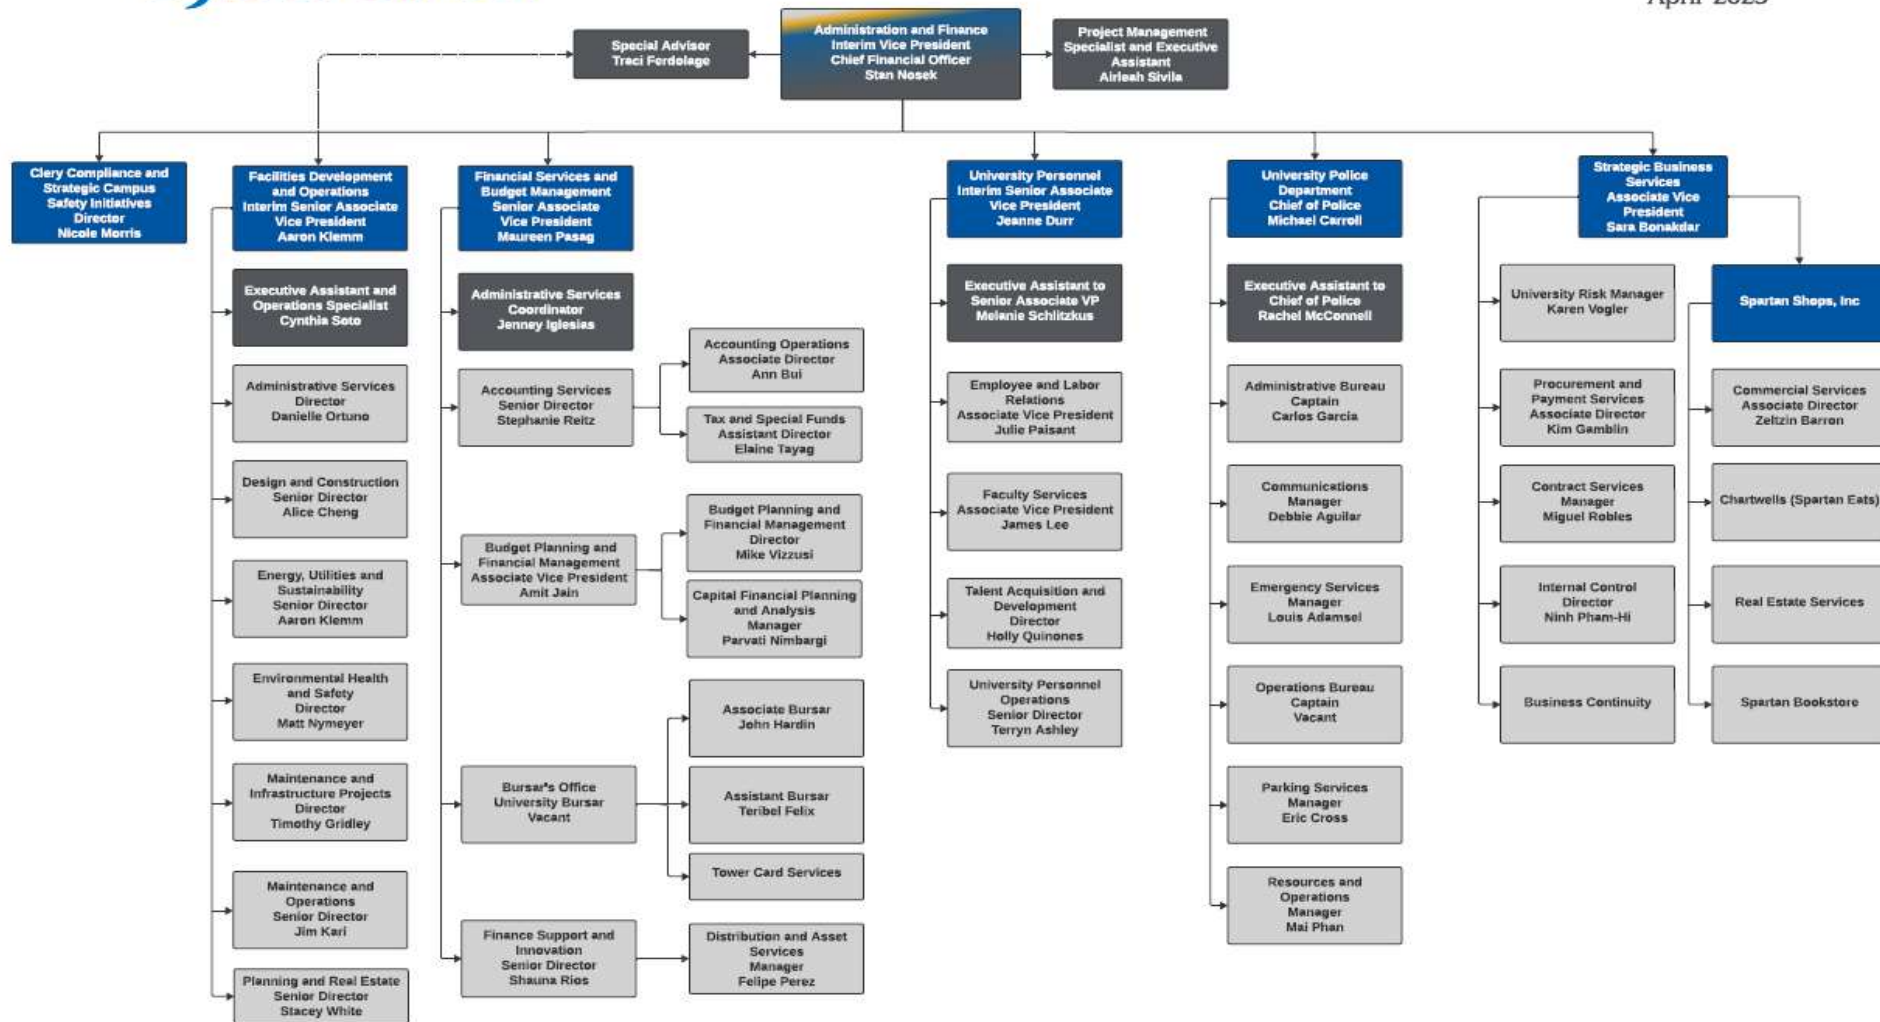 April 2023
Special Advisor
Traci Ferdolage
Administration and Finance
Interim Vice President
Chief Financial Officer
Stan Nosek
Project Management
Specialist and Executive
Assistant
Airleah Sivila
Clery Compliance and
Strategic Campus
Safety Initiatives
Director
Nicole Morris
Facilities Development
and Operations
Interim Senior Associate
Vice President
Aaron Klemm
Executive Assistant and
Operations Specialist
Cynthia Soto
Administrative Services
Director
Danielle Ortuno
Design and Construction
Senior Director
Alice Cheng
Energy, Utilities and
Sustainability
Senior Director
Aaron Klemm
Environmental Health
and Safety
Director
Matt Nymeyer
Maintenance and
Infrastructure Projects
Director
Timothy Gridley
Maintenance and
Operations
Senior Director
Jim Kari
Planning and Real Estate
Senior Director
Stacey White
Financial Services and
Budget Management
Senior Associate
Vice President
Maureen Pasag
Administrative Services
Coordinator
Jenney Iglesias
Accounting Services
Senior Director
Stephanie Reitz
Accounting Operations
Associate Director
Ann Bui
Tax and Special Funds
Assistant Director
Elaine Tayag
Budget Planning and
Financial Management
Associate Vice President
Amit Jain
Budget Planning and
Financial Management
Director
Mike Vizzusi
Capital Financial Planning
and Analysis
Manager
Parvati Nimbargi
Bursar's Office
University Bursar
Vacant
Associate Bursar
John Hardin
Assistant Bursar
Teribel Felix
Tower Card Services
Finance Support and
Innovation
Senior Director
Shauna Rios
Distribution and Asset
Services
Manager
Felipe Perez
University Personnel
Interim Senior Associate
Vice President
Jeanne Durr
Executive Assistant to
Senior Associate VP
Melanie Schlitzkus
Employee and Labor
Relations
Associate Vice President
Julie Paisant
Faculty Services
Associate Vice President
James Lee
Talent Acquisition and
Development
Director
Holly Quinones
University Personnel
Operations
Senior Director
Terryn Ashley
University Police
Department
Chief of Police
Michael Carroll
Executive Assistant to
Chief of Police
Rachel McConnell
Administrative Bureau
Captain
Carlos Garcia
Communications
Manager
Debbie Aguilar
Emergency Services
Manager
Louis Adamsel
Operations Bureau
Captain
Vacant
Parking Services
Manager
Eric Cross
Resources and
Operations
Manager
Mai Phan
Strategic Business
Services
Associate Vice
President
Sara Bonakdar
University Risk Manager
Karen Vogler
Procurement and
Payment Services
Associate Director
Kim Gamblin
Contract Services
Manager
Miguel Robles
Internal Control
Director
Ninh Pham-Hi
Business Continuity
Spartan Shops, Inc
Commercial Services
Associate Director
Zeltzin Barron
Chartwells (Spartan Eats)
Real Estate Services
Spartan Bookstore